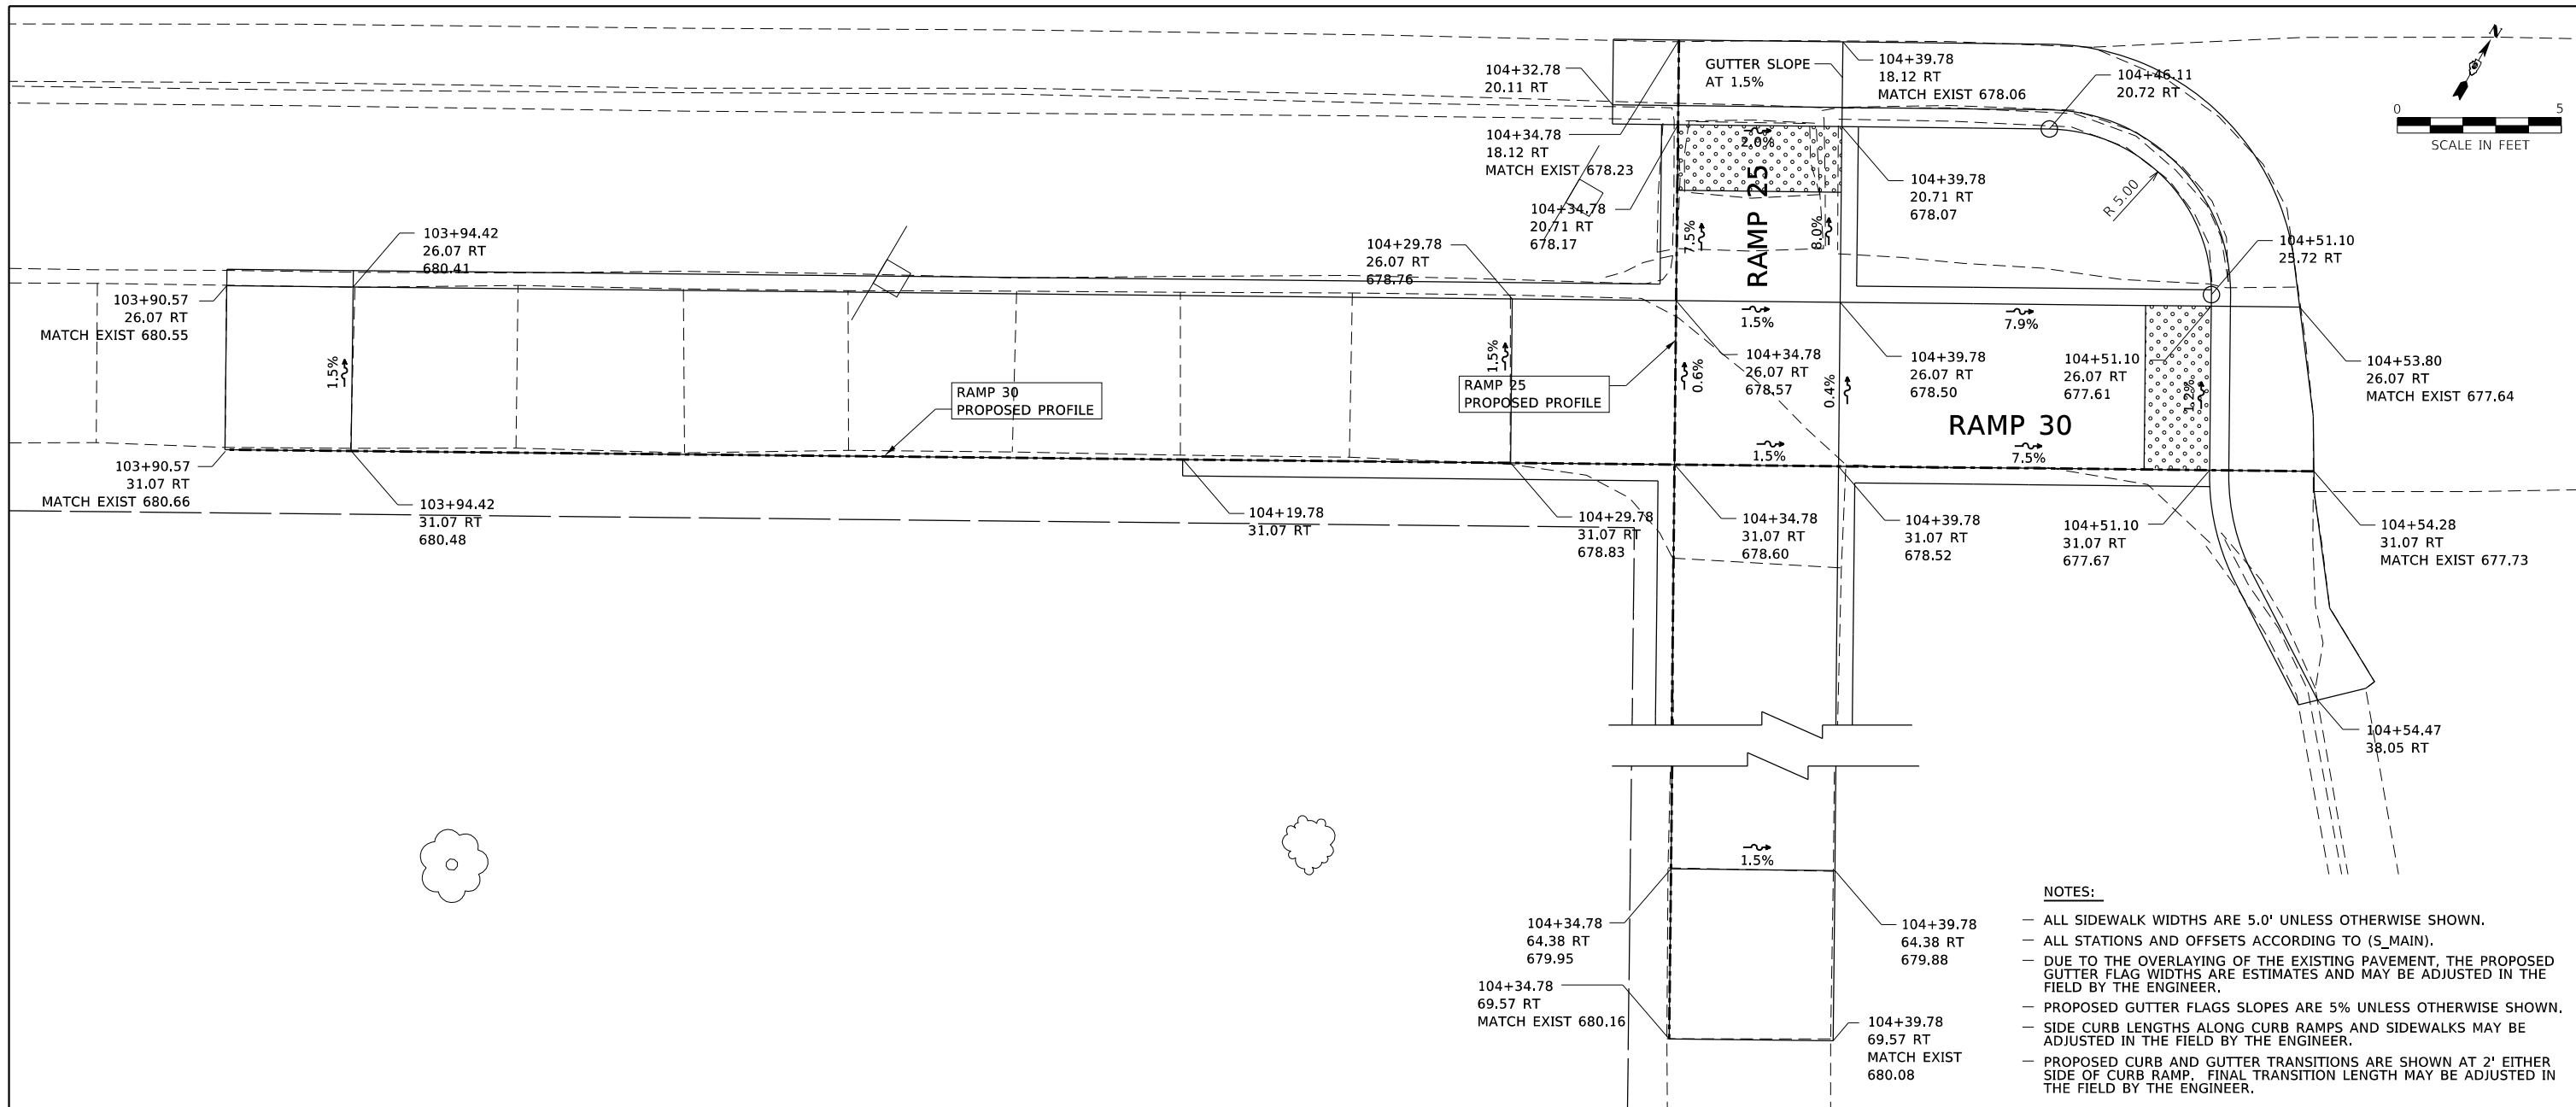 104+32.78
20.11 RT
GUTTER SLOPE
AT 1.5%
104+39.78
18.12 RT
MATCH EXIST 678.06
104+46.11
20.72 RT
N
0 5
SCALE IN FEET
104+34.78
18.12 RT
MATCH EXIST 678.23
2.0%
104+34.78
20.71 RT
678.17
104+39.78
20.71 RT
678.07
R 5.00
RAMP 25
7.5%
8.0%
103+94.42
26.07 RT
680.41
104+29.78
26.07 RT
678.76
104+51.10
25.72 RT
103+90.57
26.07 RT
MATCH EXIST 680.55
1.5%
1.5%
1.5%
7.9%
104+34.78
26.07 RT
678.57
104+39.78
26.07 RT
678.50
104+51.10
26.07 RT
677.61
104+53.80
26.07 RT
MATCH EXIST 677.64
RAMP 30
PROPOSED PROFILE
RAMP 25
PROPOSED PROFILE
0.6%
0.4%
1.2%
RAMP 30
1.5%
7.5%
103+90.57
31.07 RT
MATCH EXIST 680.66
103+94.42
31.07 RT
680.48
104+19.78
31.07 RT
104+29.78
31.07 RT
678.83
104+34.78
31.07 RT
678.60
104+39.78
31.07 RT
678.52
104+51.10
31.07 RT
677.67
104+54.28
31.07 RT
MATCH EXIST 677.73
104+54.47
38.05 RT
1.5%
104+34.78
64.38 RT
679.95
104+39.78
64.38 RT
679.88
104+34.78
69.57 RT
MATCH EXIST 680.16
104+39.78
69.57 RT
MATCH EXIST
680.08
NOTES:
— ALL SIDEWALK WIDTHS ARE 5.0' UNLESS OTHERWISE SHOWN.
— ALL STATIONS AND OFFSETS ACCORDING TO (S_MAIN).
— DUE TO THE OVERLAYING OF THE EXISTING PAVEMENT, THE PROPOSED
GUTTER FLAG WIDTHS ARE ESTIMATES AND MAY BE ADJUSTED IN THE
FIELD BY THE ENGINEER.
— PROPOSED GUTTER FLAGS SLOPES ARE 5% UNLESS OTHERWISE SHOWN.
— SIDE CURB LENGTHS ALONG CURB RAMPS AND SIDEWALKS MAY BE
ADJUSTED IN THE FIELD BY THE ENGINEER.
— PROPOSED CURB AND GUTTER TRANSITIONS ARE SHOWN AT 2' EITHER
SIDE OF CURB RAMP. FINAL TRANSITION LENGTH MAY BE ADJUSTED IN
THE FIELD BY THE ENGINEER.